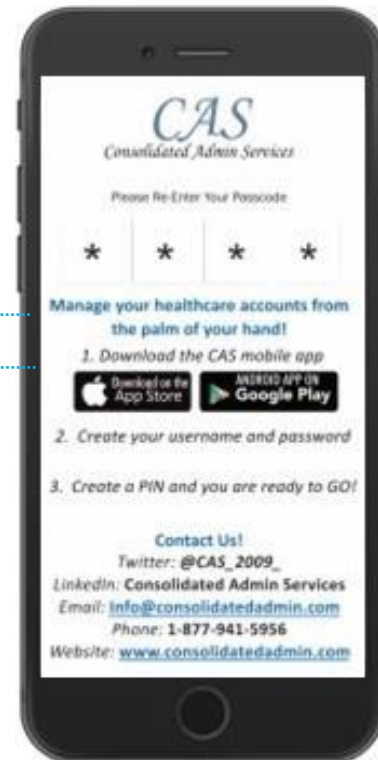 CAS
Consolidated Admin Services
Please Re-Enter Your Passcode
* * * *
Manage your healthcare accounts from
the palm of your hand!
1. Download the CAS mobile app
Download on the
App Store
ANDROID APP ON
Google Play
2. Create your username and password
3. Create a PIN and you are ready to GO!
Contact Us!
Twitter: @CAS_2009_
LinkedIn: Consolidated Admin Services
Email: Info@consolidatedadmin.com
Phone: 1-877-941-5956
Website: www.consolidatedadmin.com